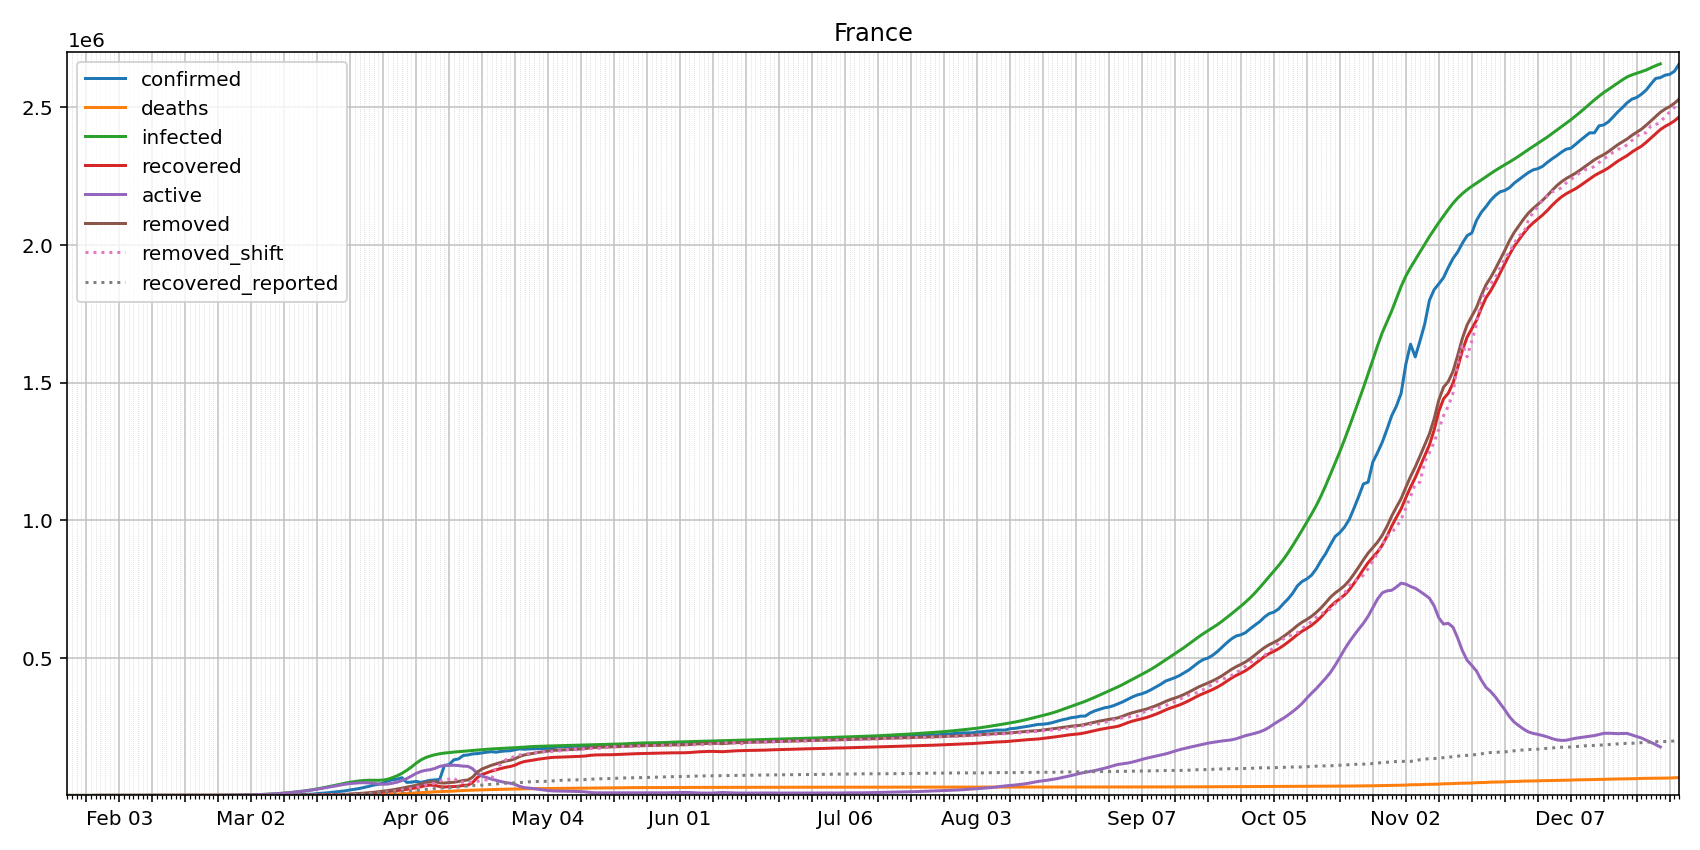 France
1e6
confirmed
deaths
infected
recovered
active
removed
removed_shift
recovered_reported
2.5
2.0
1.5
1.0
0.5
Feb 03 Mar 02 Apr 06 May 04 Jun 01 Jul 06 Aug 03 Sep 07 Oct 05 Nov 02 Dec 07